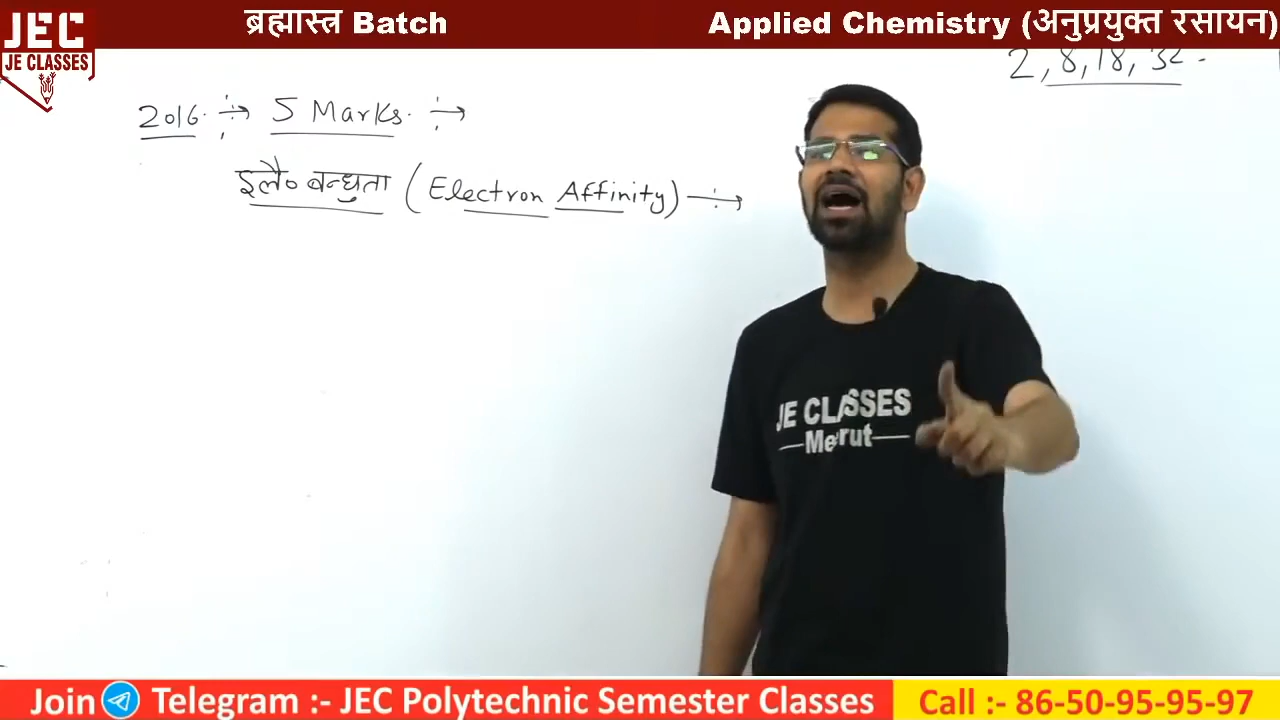 JEC
JE CLASSES
ब्रह्मास्त्र Batch
Applied Chemistry (अनुप्रयुक्त रसायन)
2, 8, 18, 32 -
2016. ÷→ 5 Marks. ÷→
इलै० बन्धुता (Electron Affinity) ÷→
JE CLASSES
Meerut
Join Telegram :- JEC Polytechnic Semester Classes
Call :- 86-50-95-95-97